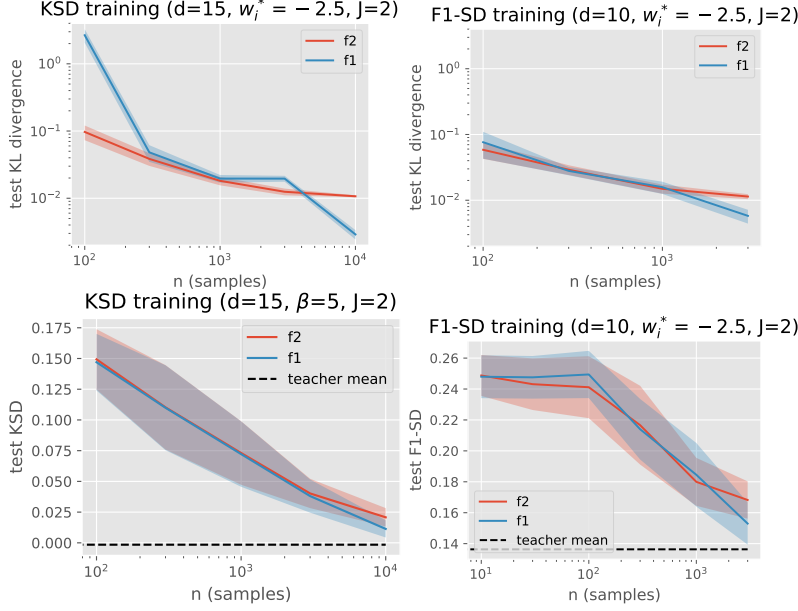 KSD training (d=15, w_i^* = −2.5, J=2)
test KL divergence
10^0
10^−1
10^−2
f2
f1
10^2
10^3
10^4
n (samples)
F1-SD training (d=10, w_i^* = −2.5, J=2)
test KL divergence
10^0
10^−1
10^−2
f2
f1
10^2
10^3
n (samples)
KSD training (d=15, β=5, J=2)
test KSD
0.175
0.150
0.125
0.100
0.075
0.050
0.025
0.000
f2
f1
teacher mean
10^2
10^3
10^4
n (samples)
F1-SD training (d=10, w_i^* = −2.5, J=2)
test F1-SD
0.26
0.24
0.22
0.20
0.18
0.16
0.14
f2
f1
teacher mean
10^1
10^2
10^3
n (samples)